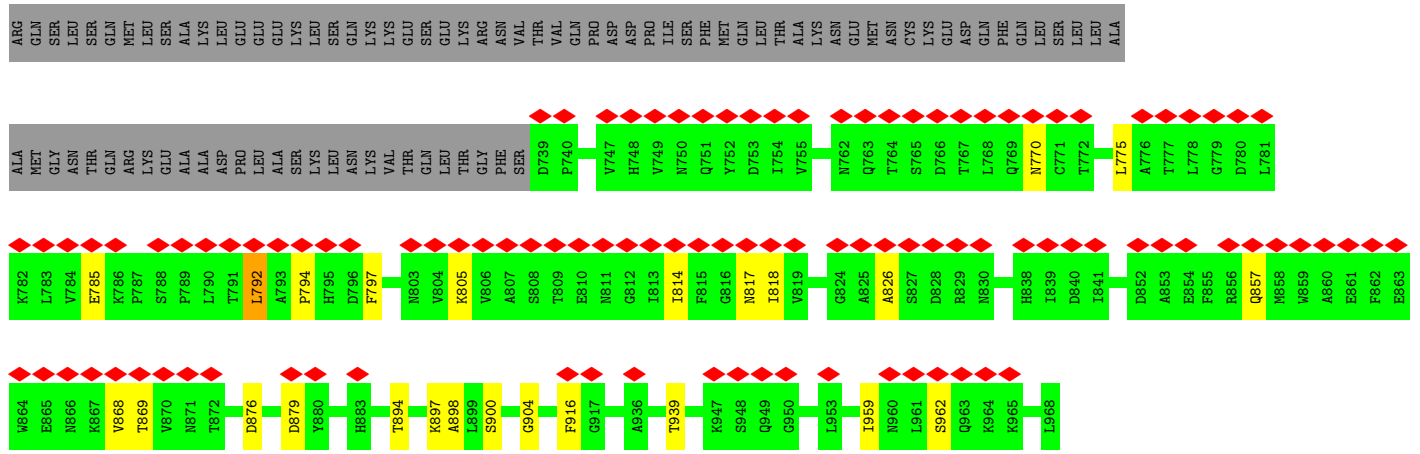 ARG GLN SER LEU SER GLN MET LEU SER ALA LYS LEU GLU GLU GLU LYS LEU SER GLN LYS LYS GLU SER GLU LYS ARG ASN VAL THR VAL GLN PRO ASP ASP PRO ILE SER PHE MET GLN LEU THR ALA LYS ASN GLU MET ASN CYS LYS GLU ASP GLN PHE GLN LEU SER LEU LEU ALA
ALA MET GLY ASN THR GLN ARG LYS GLU ALA ALA ASP PRO LEU ALA SER LYS LEU ASN LYS VAL THR GLN LEU THR GLY PHE SER D739 P740 V747 H748 V749 N750 Q751 Y752 D753 I754 V755 N762 Q763 T764 S765 D766 T767 L768 Q769 N770 C771 T772 L775 A776 T777 L778 G779 D780 L781
K782 L783 V784 E785 K786 P787 S788 P789 L790 T791 L792 A793 P794 H795 D796 F797 N803 V804 K805 V806 A807 S808 T809 E810 N811 G812 I813 I814 F815 G816 N817 I818 V819 G824 A825 A826 S827 D828 R829 N830 H838 I839 D840 I841 D852 A853 E854 F855 R856 Q857 M858 W859 A860 E861 F862 E863
W864 E865 N866 K867 V868 T869 V870 N871 T872 D876 D879 Y880 H883 T894 K897 A898 L899 S900 G904 F916 G917 A936 T939 K947 S948 Q949 G950 L953 I959 N960 L961 S962 Q963 K964 K965 L968